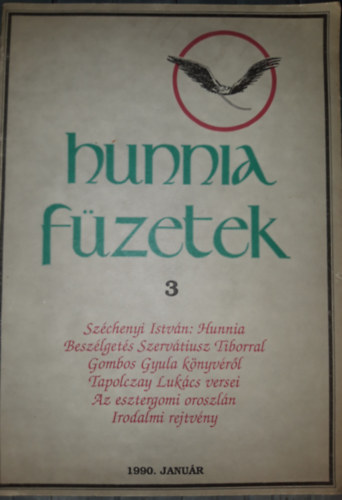 hunnia
füzetek
3
Széchenyi István: Hunnia
Beszélgetés Szervátiusz Tiborral
Gombos Gyula könyvéről
Tapolczay Lukács versei
Az esztergomi oroszlán
Irodalmi rejtvény
1990. JANUÁR